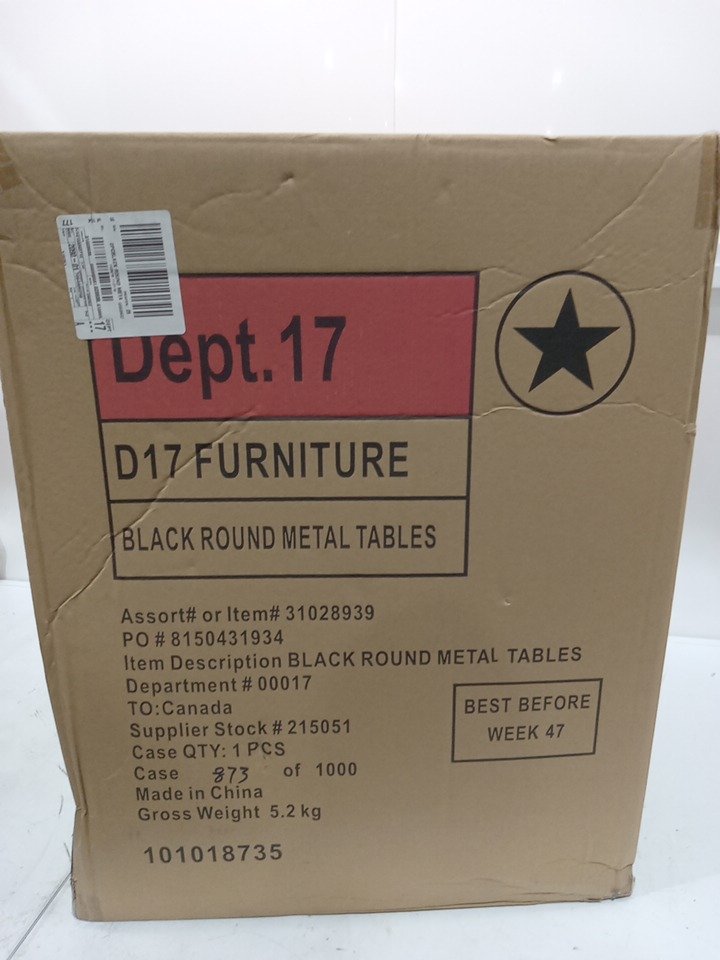 Dept.17
D17 FURNITURE
BLACK ROUND METAL TABLES
Assort# or Item# 31028939
PO # 8150431934
Item Description BLACK ROUND METAL TABLES
Department # 00017
TO:Canada
Supplier Stock # 215051
Case QTY: 1 PCS
Case 873 of 1000
Made in China
Gross Weight 5.2 kg
BEST BEFORE
WEEK 47
101018735